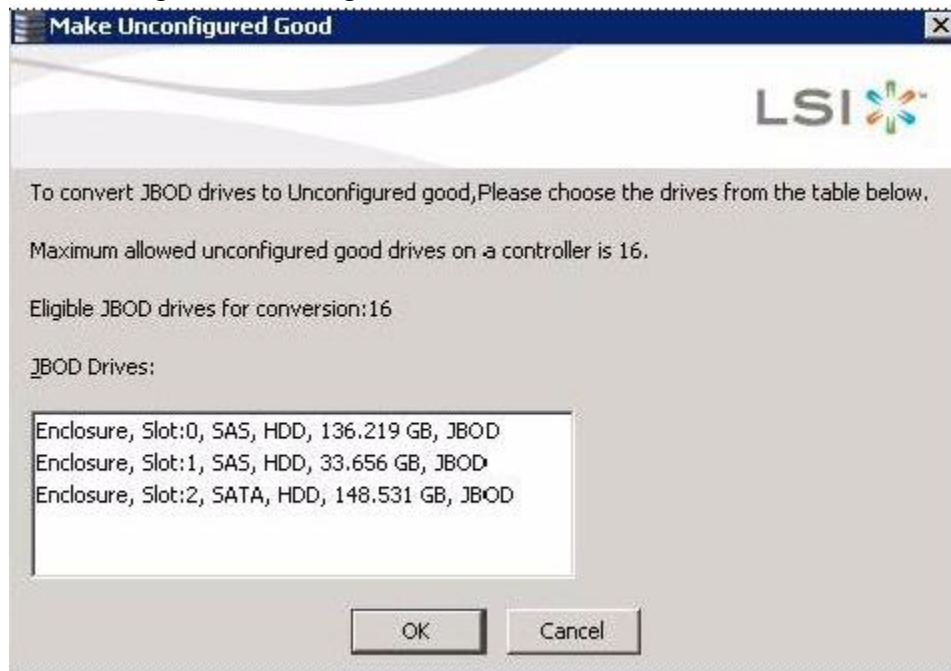 Make Unconfigured Good
LSI
To convert JBOD drives to Unconfigured good,Please choose the drives from the table below.
Maximum allowed unconfigured good drives on a controller is 16.
Eligible JBOD drives for conversion:16
JBOD Drives:
Enclosure, Slot:0, SAS, HDD, 136.219 GB, JBOD
Enclosure, Slot:1, SAS, HDD, 33.656 GB, JBOD
Enclosure, Slot:2, SATA, HDD, 148.531 GB, JBOD
OK Cancel